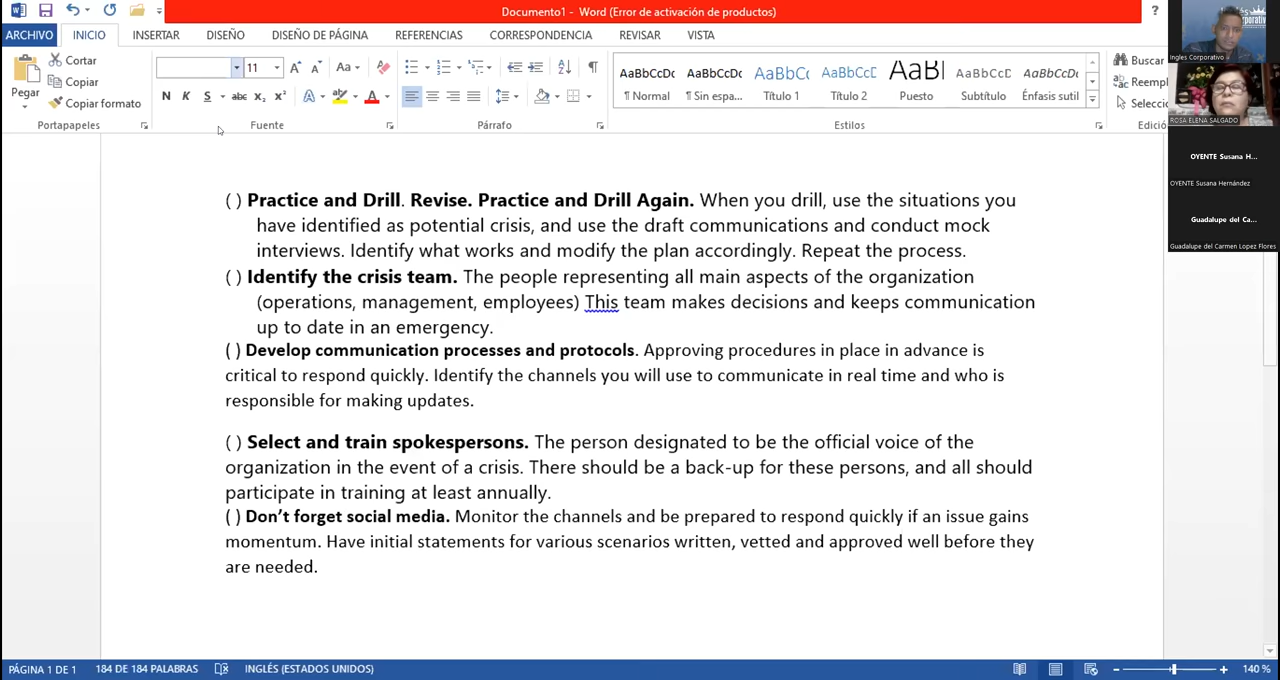 Documento1 - Word (Error de activación de productos)
ARCHIVO INICIO INSERTAR DISEÑO DISEÑO DE PÁGINA REFERENCIAS CORRESPONDENCIA REVISAR VISTA
Pegar
Cortar
Copiar
Copiar formato
Portapapeles
11
N K S abc x₂ x²
Fuente
Párrafo
AaBbCcDc AaBbCcDc AaBbCc AaBbCcC AaBl AaBbCcD AaBbCcDc
¶ Normal ¶ Sin espa... Título 1 Título 2 Puesto Subtítulo Énfasis sutil
Estilos
Buscar
Reempl
Selecci
Edició
Ingles Corporativo
ROSA ELENA SALGADO
OYENTE Susana H...
OYENTE Susana Hernández
Guadalupe del Ca...
Guadalupe del Carmen Lopez Flores
( ) Practice and Drill. Revise. Practice and Drill Again. When you drill, use the situations you
have identified as potential crisis, and use the draft communications and conduct mock
interviews. Identify what works and modify the plan accordingly. Repeat the process.
( ) Identify the crisis team. The people representing all main aspects of the organization
(operations, management, employees) This team makes decisions and keeps communication
up to date in an emergency.
( ) Develop communication processes and protocols. Approving procedures in place in advance is
critical to respond quickly. Identify the channels you will use to communicate in real time and who is
responsible for making updates.
( ) Select and train spokespersons. The person designated to be the official voice of the
organization in the event of a crisis. There should be a back-up for these persons, and all should
participate in training at least annually.
( ) Don’t forget social media. Monitor the channels and be prepared to respond quickly if an issue gains
momentum. Have initial statements for various scenarios written, vetted and approved well before they
are needed.
PÁGINA 1 DE 1 184 DE 184 PALABRAS INGLÉS (ESTADOS UNIDOS) 140 %